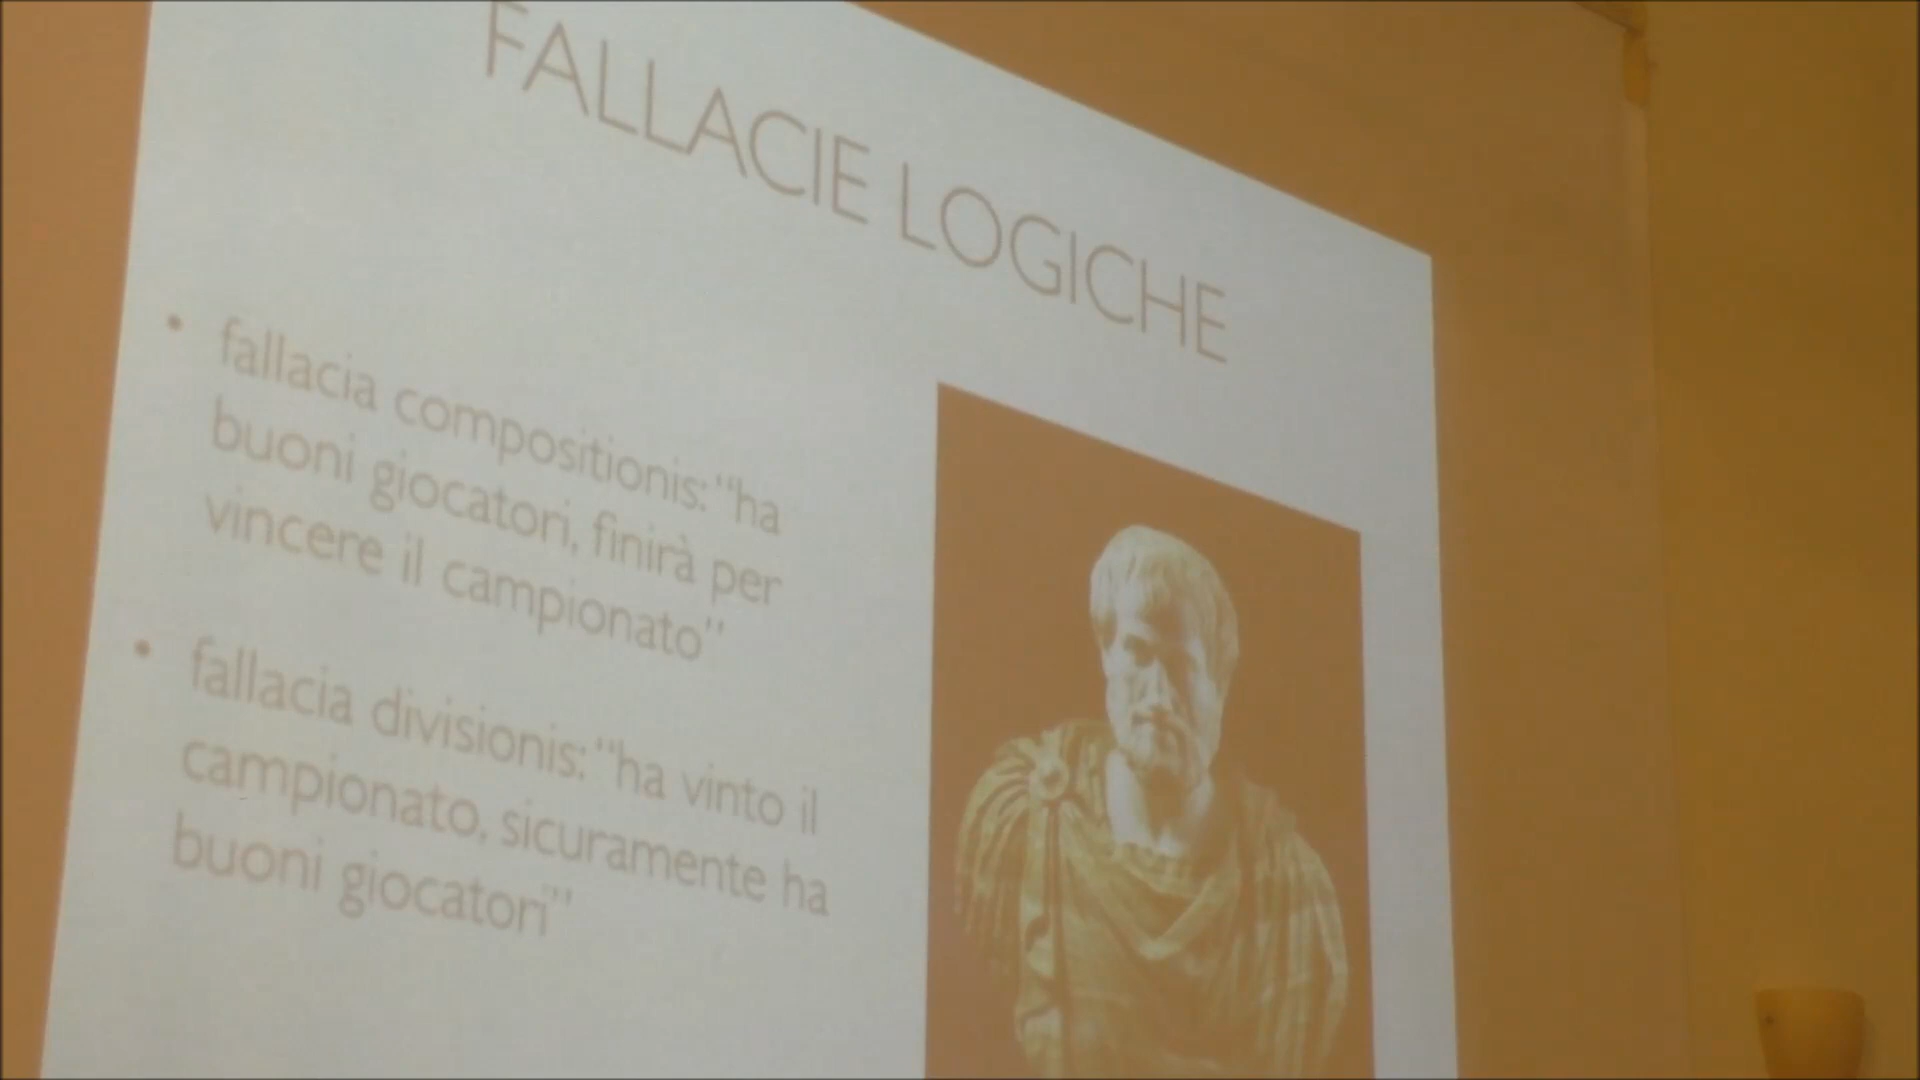 FALLACIE LOGICHE
• fallacia compositionis: “ha
buoni giocatori, finirà per
vincere il campionato”
• fallacia divisionis: “ha vinto il
campionato, sicuramente ha
buoni giocatori”